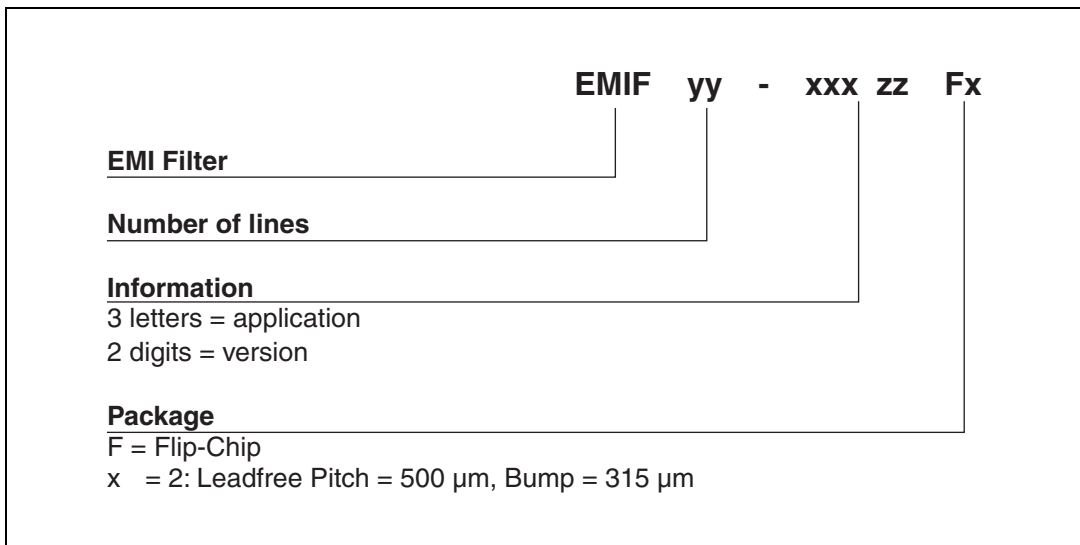 EMIF yy - xxx zz Fx
EMI Filter
Number of lines
Information
3 letters = application
2 digits = version
Package
F = Flip-Chip
x = 2: Leadfree Pitch = 500 µm, Bump = 315 µm